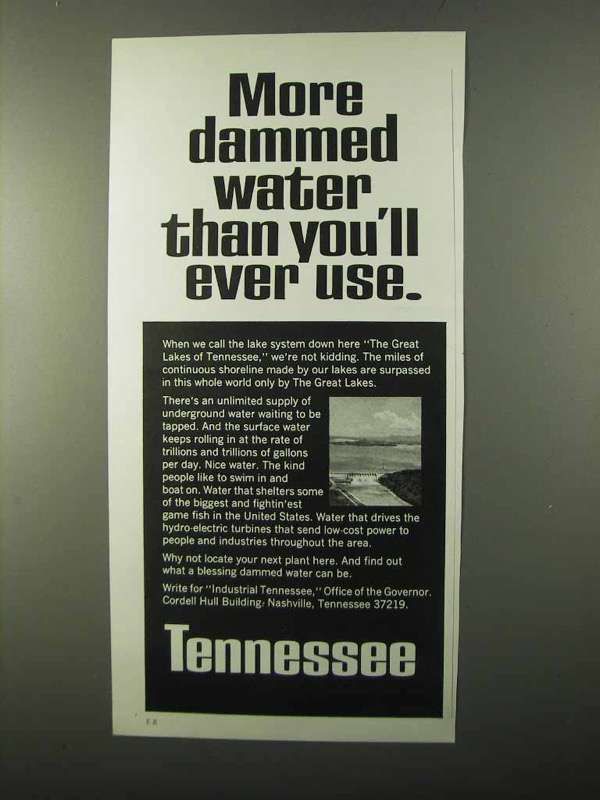 More
dammed
water
than you'll
ever use.
When we call the lake system down here "The Great
Lakes of Tennessee," we're not kidding. The miles of
continuous shoreline made by our lakes are surpassed
in this whole world only by The Great Lakes.
There's an unlimited supply of
underground water waiting to be
tapped. And the surface water
keeps rolling in at the rate of
trillions and trillions of gallons
per day. Nice water. The kind
people like to swim in and
boat on. Water that shelters some
of the biggest and fightin'est
game fish in the United States. Water that drives the
hydro-electric turbines that send low-cost power to
people and industries throughout the area.
Why not locate your next plant here. And find out
what a blessing dammed water can be.
Write for "Industrial Tennessee," Office of the Governor.
Cordell Hull Building, Nashville, Tennessee 37219.
Tennessee